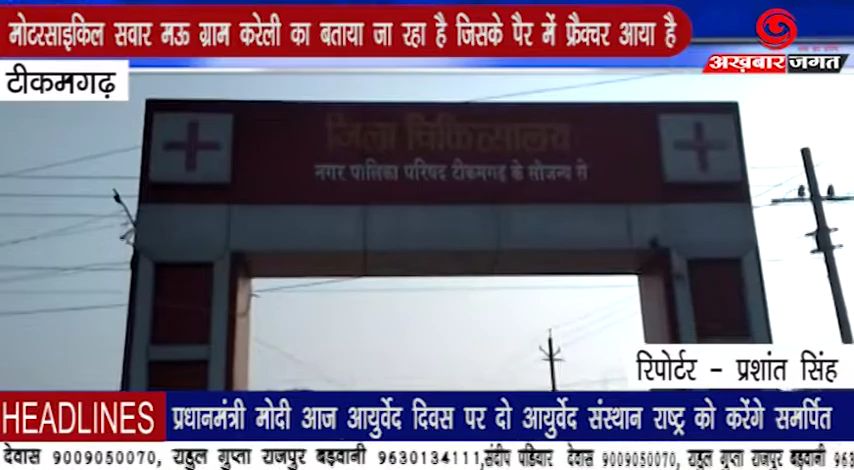 मोटरसाइकिल सवार मऊ ग्राम करेली का बताया जा रहा है जिसके पैर में फ्रैक्चर आया है
अख़बार जगत
टीकमगढ़
जिला चिकित्सालय
नगर पालिका परिषद टीकमगढ़ के सौजन्य से
रिपोर्टर - प्रशांत सिंह
HEADLINES
प्रधानमंत्री मोदी आज आयुर्वेद दिवस पर दो आयुर्वेद संस्थान राष्ट्र को करेंगे समर्पित
देवास 9009050070, राहुल गुप्ता राजपुर बड़वानी 9630134111,संदीप पडियार देवास 9009050070, राहुल गुप्ता राजपुर बड़वानी 963